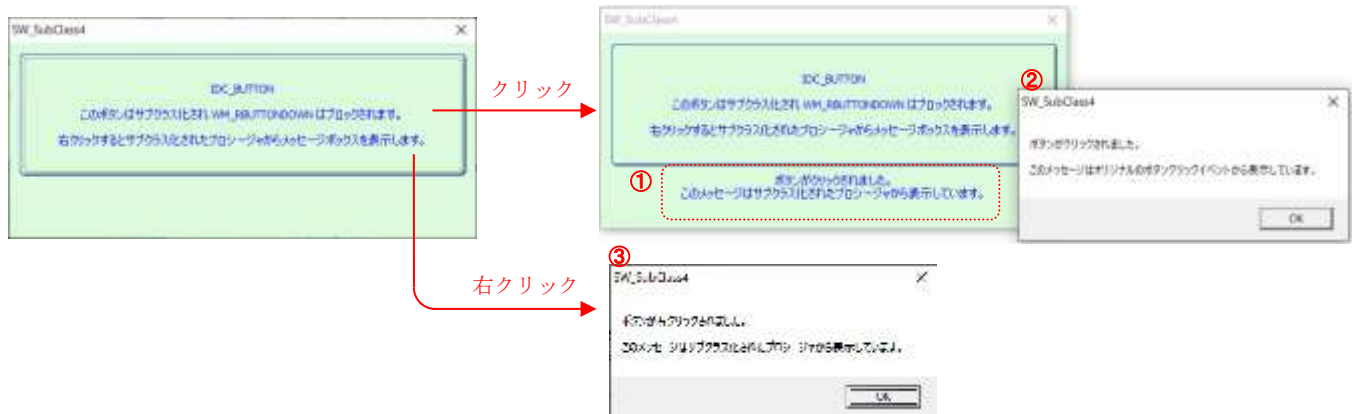 SW_SubClass4
IDC_BUTTON
このボタンはサブクラス化され WM_RBUTTONDOWN はブロックされます。
右クリックするとサブクラス化されたプロシージャからメッセージボックスを表示します。
クリック
右クリック
SW_SubClass4
IDC_BUTTON
このボタンはサブクラス化され WM_RBUTTONDOWN はブロックされます。
右クリックするとサブクラス化されたプロシージャからメッセージボックスを表示します。
①
ボタンがクリックされました。
このメッセージはサブクラス化されたプロシージャから表示しています。
②
SW_SubClass4
ボタンがクリックされました。
このメッセージはオリジナルのボタンクリックイベントから表示しています。
OK
③
SW_SubClass4
ボタンが右クリックされました。
このメッセージはサブクラス化されたプロシージャから表示しています。
OK